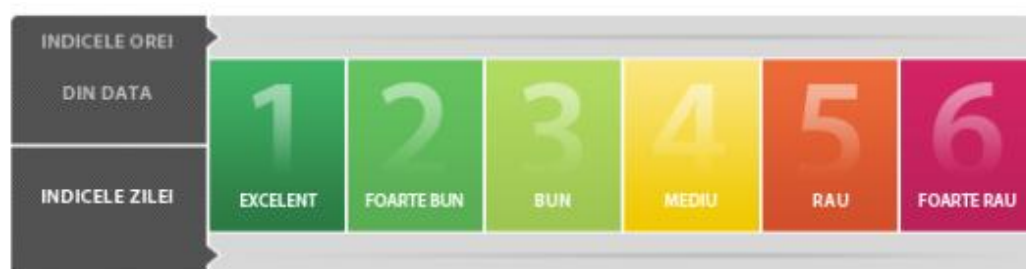 INDICELE OREI
DIN DATA
INDICELE ZILEI
1 2 3 4 5 6
EXCELENT FOARTE BUN BUN MEDIU RAU FOARTE RAU